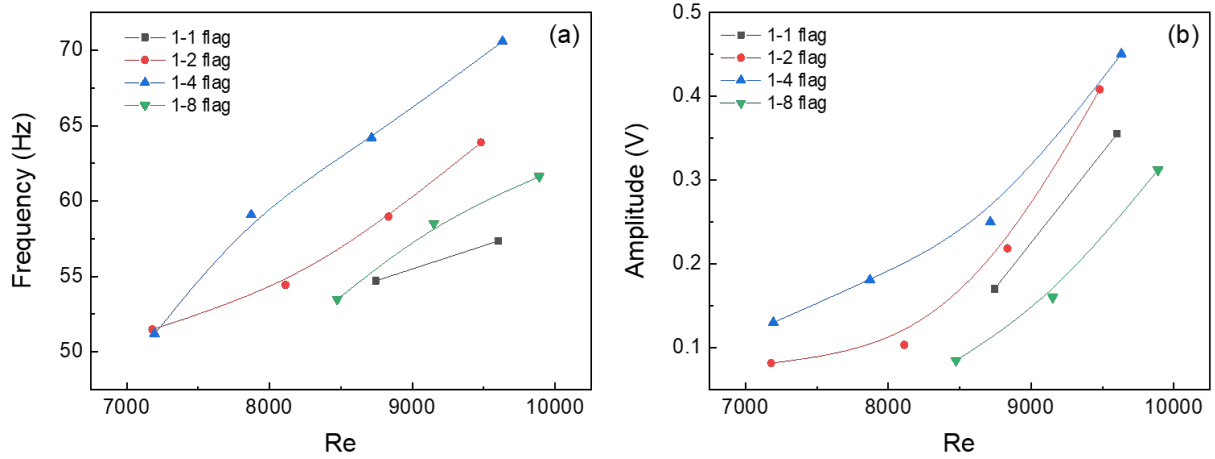 (a)
1-1 flag
1-2 flag
1-4 flag
1-8 flag
Frequency (Hz)
70
65
60
55
50
7000 8000 9000 10000
Re
(b)
1-1 flag
1-2 flag
1-4 flag
1-8 flag
Amplitude (V)
0.5
0.4
0.3
0.2
0.1
7000 8000 9000 10000
Re